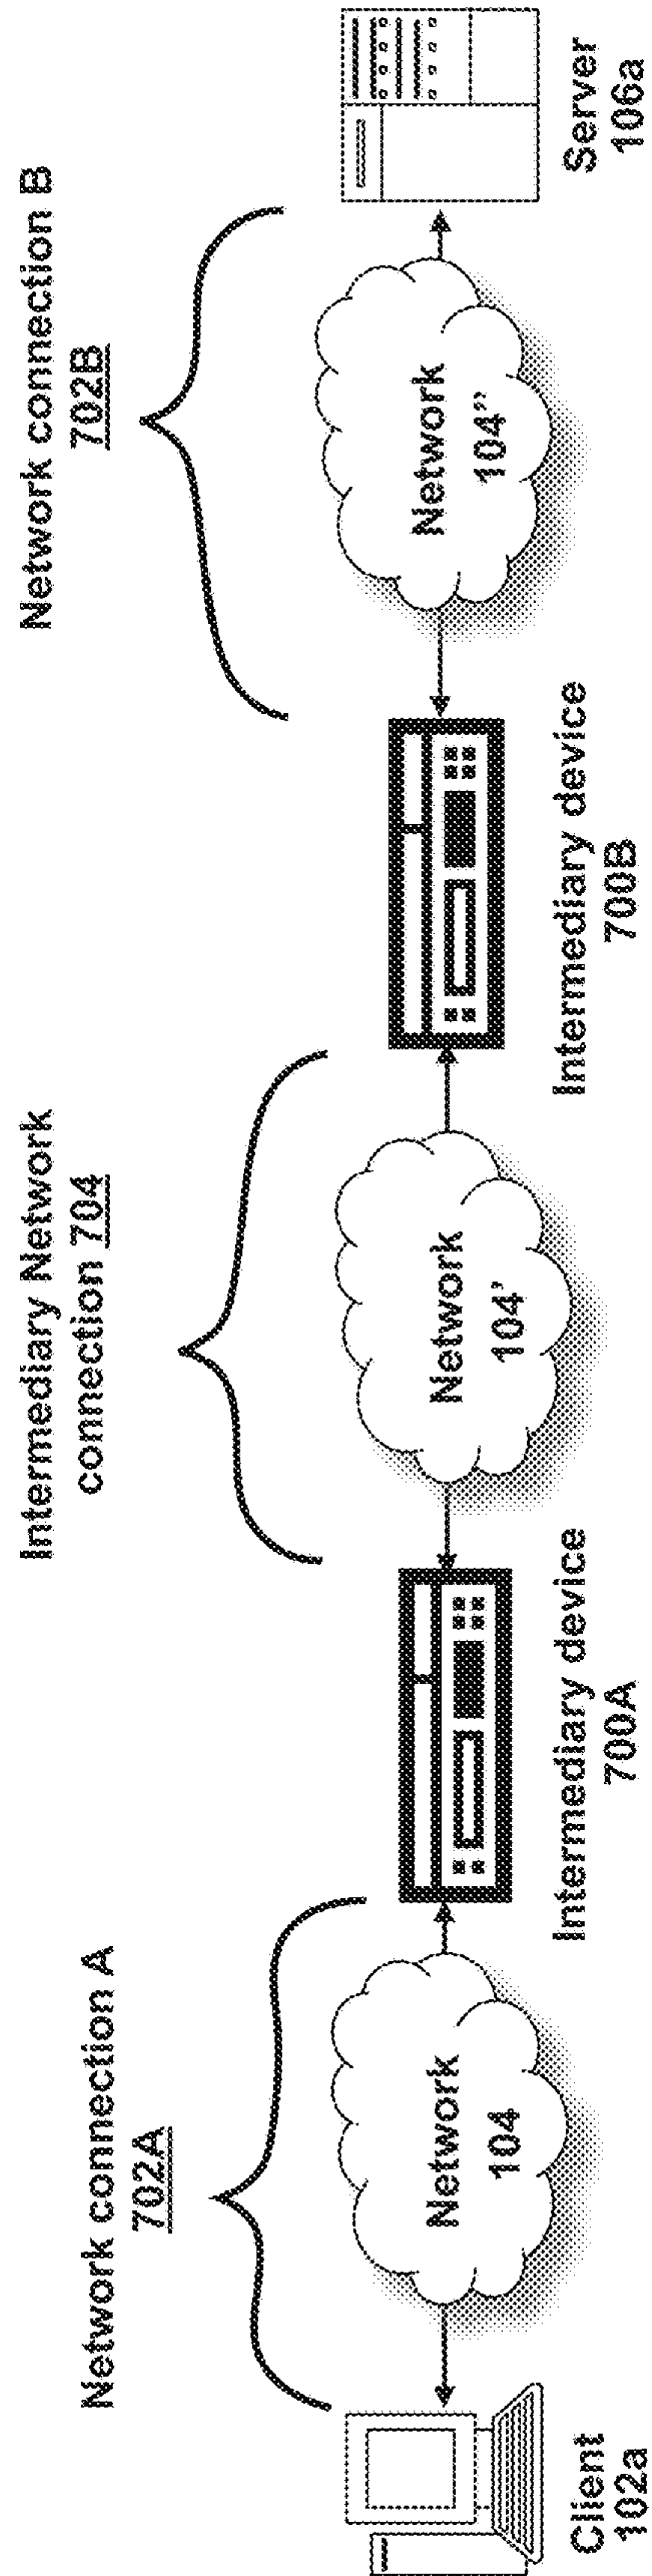 Network connection A
702A
Intermediary Network
connection 704
Network connection B
702B
Network
104
Network
104'
Network
104''
Client
102a
Intermediary device
700A
Intermediary device
700B
Server
106a